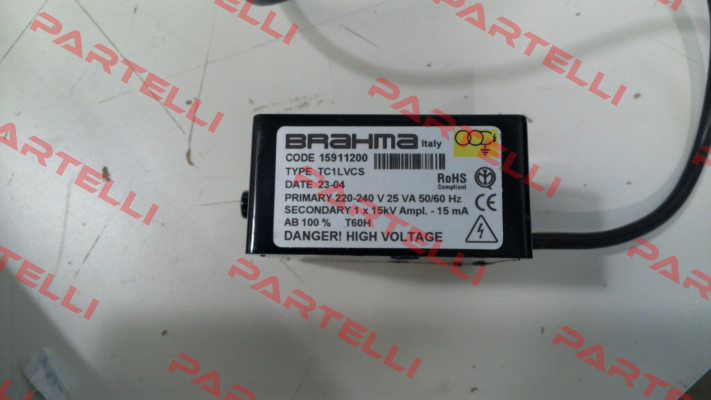 BRAHMA Italy
CODE 15911200
TYPE TC1LVCS
DATE 23-04
RoHS
Compliant
PRIMARY 220-240 V 25 VA 50/60 Hz
SECONDARY 1 x 15kV Ampl. - 15 mA
CE
AB 100 % T60H
DANGER! HIGH VOLTAGE
PARTELLI
PARTELLI
PARTELLI
PARTELLI
PARTELLI
PARTELLI
PARTELLI
PARTELLI